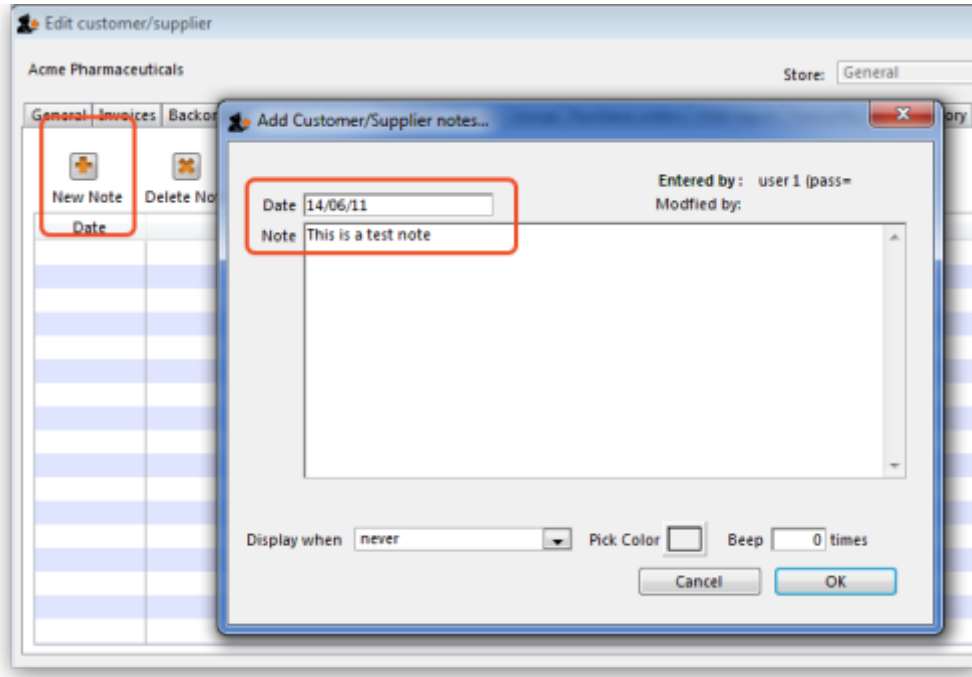 Edit customer/supplier
Acme Pharmaceuticals
Store: General
General Invoices Backor
ory
Add Customer/Supplier notes...
New Note Delete No
Date
Entered by: user 1 (pass=
Modfied by:
Date 14/06/11
Note This is a test note
Display when never Pick Color Beep 0 times
Cancel OK